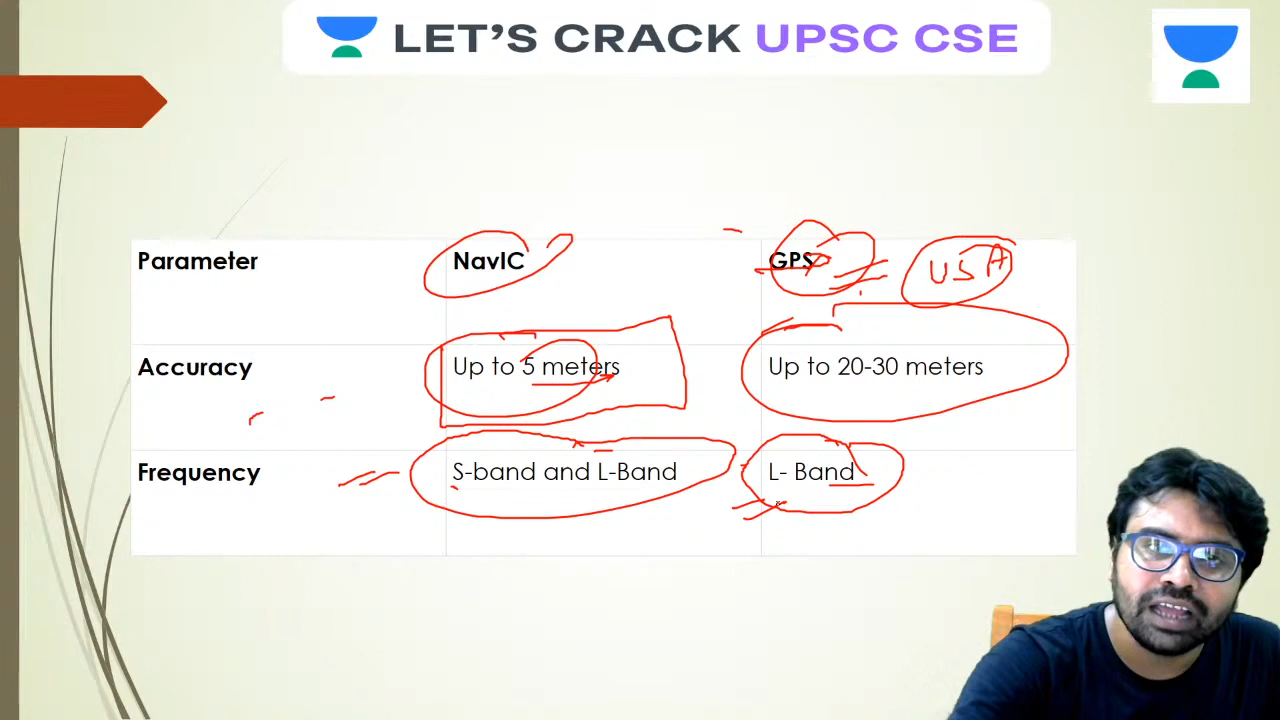 LET'S CRACK UPSC CSE
Parameter NavIC GPS USA
Accuracy Up to 5 meters Up to 20-30 meters
Frequency S-band and L-Band L- Band